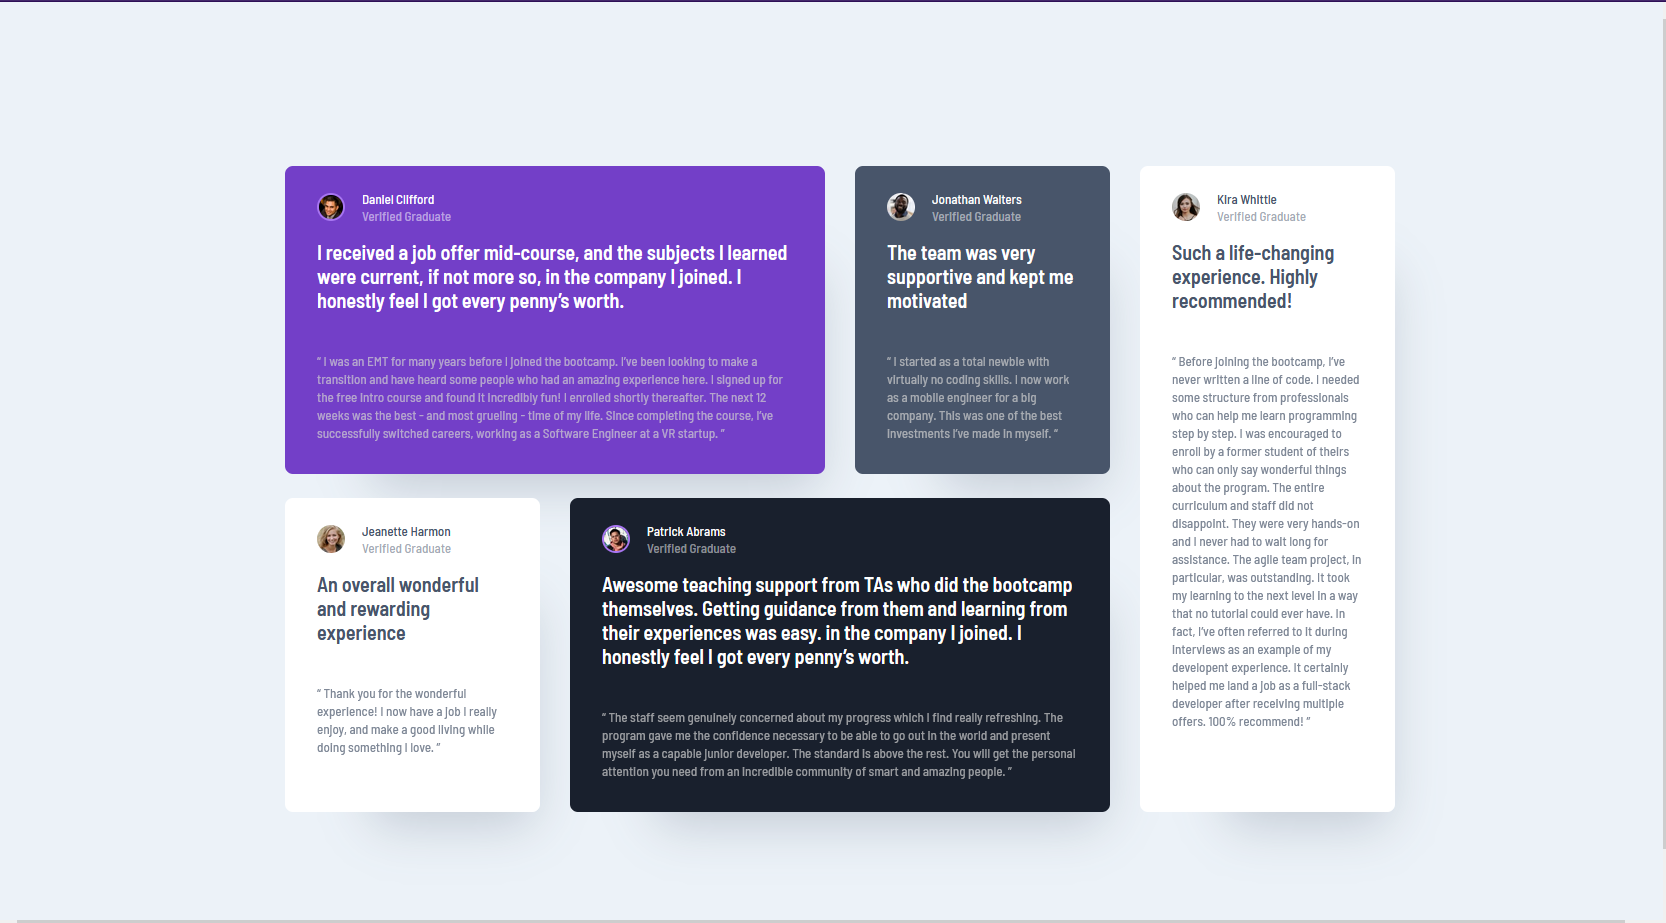 Daniel Clifford
Verified Graduate
I received a job offer mid-course, and the subjects I learned
were current, if not more so, in the company I joined. I
honestly feel I got every penny’s worth.
“ I was an EMT for many years before I joined the bootcamp. I’ve been looking to make a
transition and have heard some people who had an amazing experience here. I signed up for
the free intro course and found it incredibly fun! I enrolled shortly thereafter. The next 12
weeks was the best - and most grueling - time of my life. Since completing the course, I’ve
successfully switched careers, working as a Software Engineer at a VR startup. ”
Jonathan Walters
Verified Graduate
The team was very
supportive and kept me
motivated
“ I started as a total newbie with
virtually no coding skills. I now work
as a mobile engineer for a big
company. This was one of the best
investments I’ve made in myself. “
Kira Whittle
Verified Graduate
Such a life-changing
experience. Highly
recommended!
“ Before joining the bootcamp, I’ve
never written a line of code. I needed
some structure from professionals
who can help me learn programming
step by step. I was encouraged to
enroll by a former student of theirs
who can only say wonderful things
about the program. The entire
curriculum and staff did not
disappoint. They were very hands-on
and I never had to wait long for
assistance. The agile team project, in
particular, was outstanding. It took
my learning to the next level in a way
that no tutorial could ever have. In
fact, I’ve often referred to it during
interviews as an example of my
developent experience. It certainly
helped me land a job as a full-stack
developer after receiving multiple
offers. 100% recommend! “
Jeanette Harmon
Verified Graduate
An overall wonderful
and rewarding
experience
“ Thank you for the wonderful
experience! I now have a job I really
enjoy, and make a good living while
doing something I love. ”
Patrick Abrams
Verified Graduate
Awesome teaching support from TAs who did the bootcamp
themselves. Getting guidance from them and learning from
their experiences was easy. in the company I joined. I
honestly feel I got every penny’s worth.
“ The staff seem genuinely concerned about my progress which I find really refreshing. The
program gave me the confidence necessary to be able to go out in the world and present
myself as a capable junior developer. The standard is above the rest. You will get the personal
attention you need from an incredible community of smart and amazing people. ”